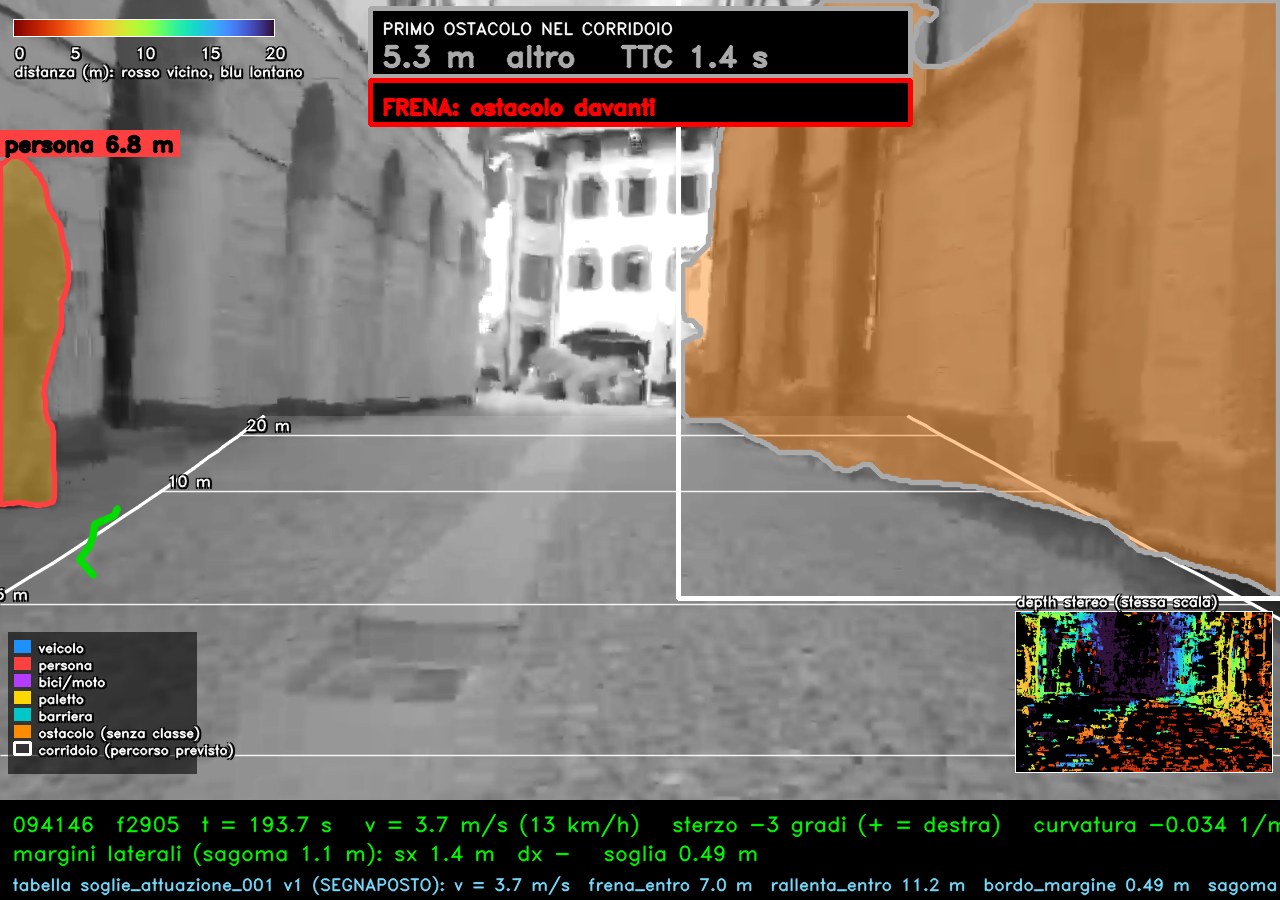 0 5 10 15 20
distanza (m): rosso vicino, blu lontano
PRIMO OSTACOLO NEL CORRIDOIO
5.3 m altro TTC 1.4 s
FRENA: ostacolo davanti
persona 6.8 m
20 m
10 m
5 m
depth stereo (stessa scala)
veicolo
persona
bici/moto
paletto
barriera
ostacolo (senza classe)
corridoio (percorso previsto)
094146 f2905 t = 193.7 s v = 3.7 m/s (13 km/h) sterzo −3 gradi (+ = destra) curvatura −0.034 1/m
margini laterali (sagoma 1.1 m): sx 1.4 m dx − soglia 0.49 m
tabella soglie_attuazione_001 v1 (SEGNAPOSTO): v = 3.7 m/s frena_entro 7.0 m rallenta_entro 11.2 m bordo_margine 0.49 m sagoma